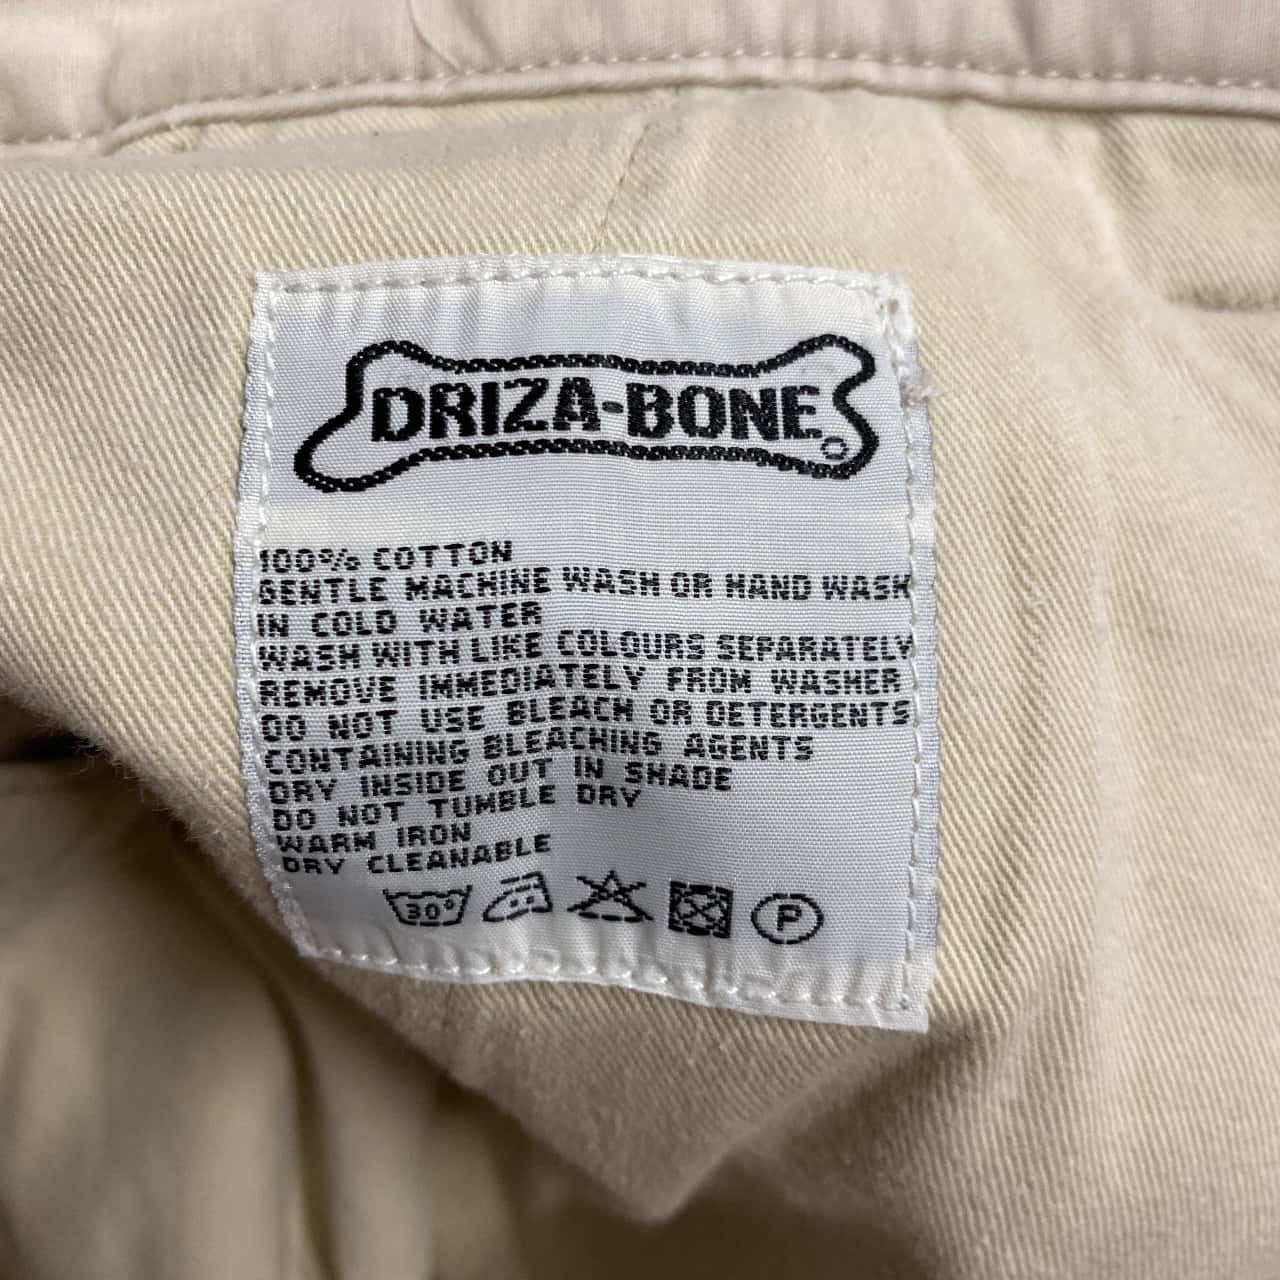 DRIZA-BONE
100% COTTON
GENTLE MACHINE WASH OR HAND WASH
IN COLD WATER
WASH WITH LIKE COLOURS SEPARATELY
REMOVE IMMEDIATELY FROM WASHER
DO NOT USE BLEACH OR DETERGENTS
CONTAINING BLEACHING AGENTS
DRY INSIDE OUT IN SHADE
DO NOT TUMBLE DRY
WARM IRON
DRY CLEANABLE
30° P